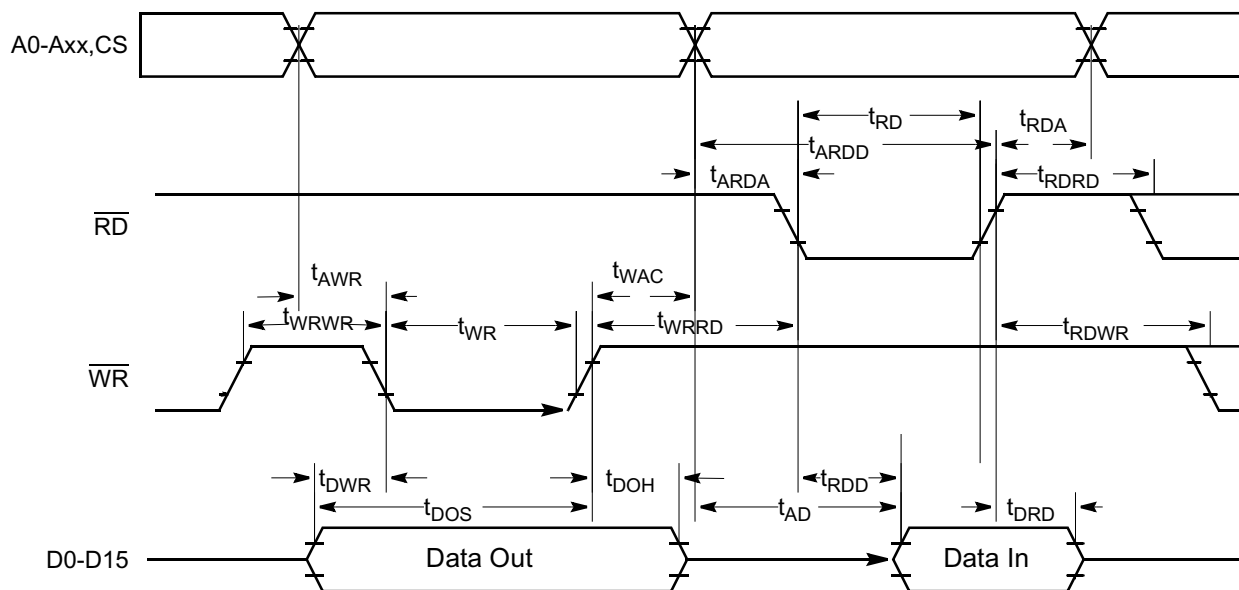 A0-Axx,CS
tRD
tRDA
tARDD
tARDA
tRDRD
RD
tAWR
tWAC
tWRWR
tWR
tWRRD
tRDWR
WR
tDWR
tDOH
tRDD
tDOS
tAD
tDRD
D0-D15
Data Out
Data In